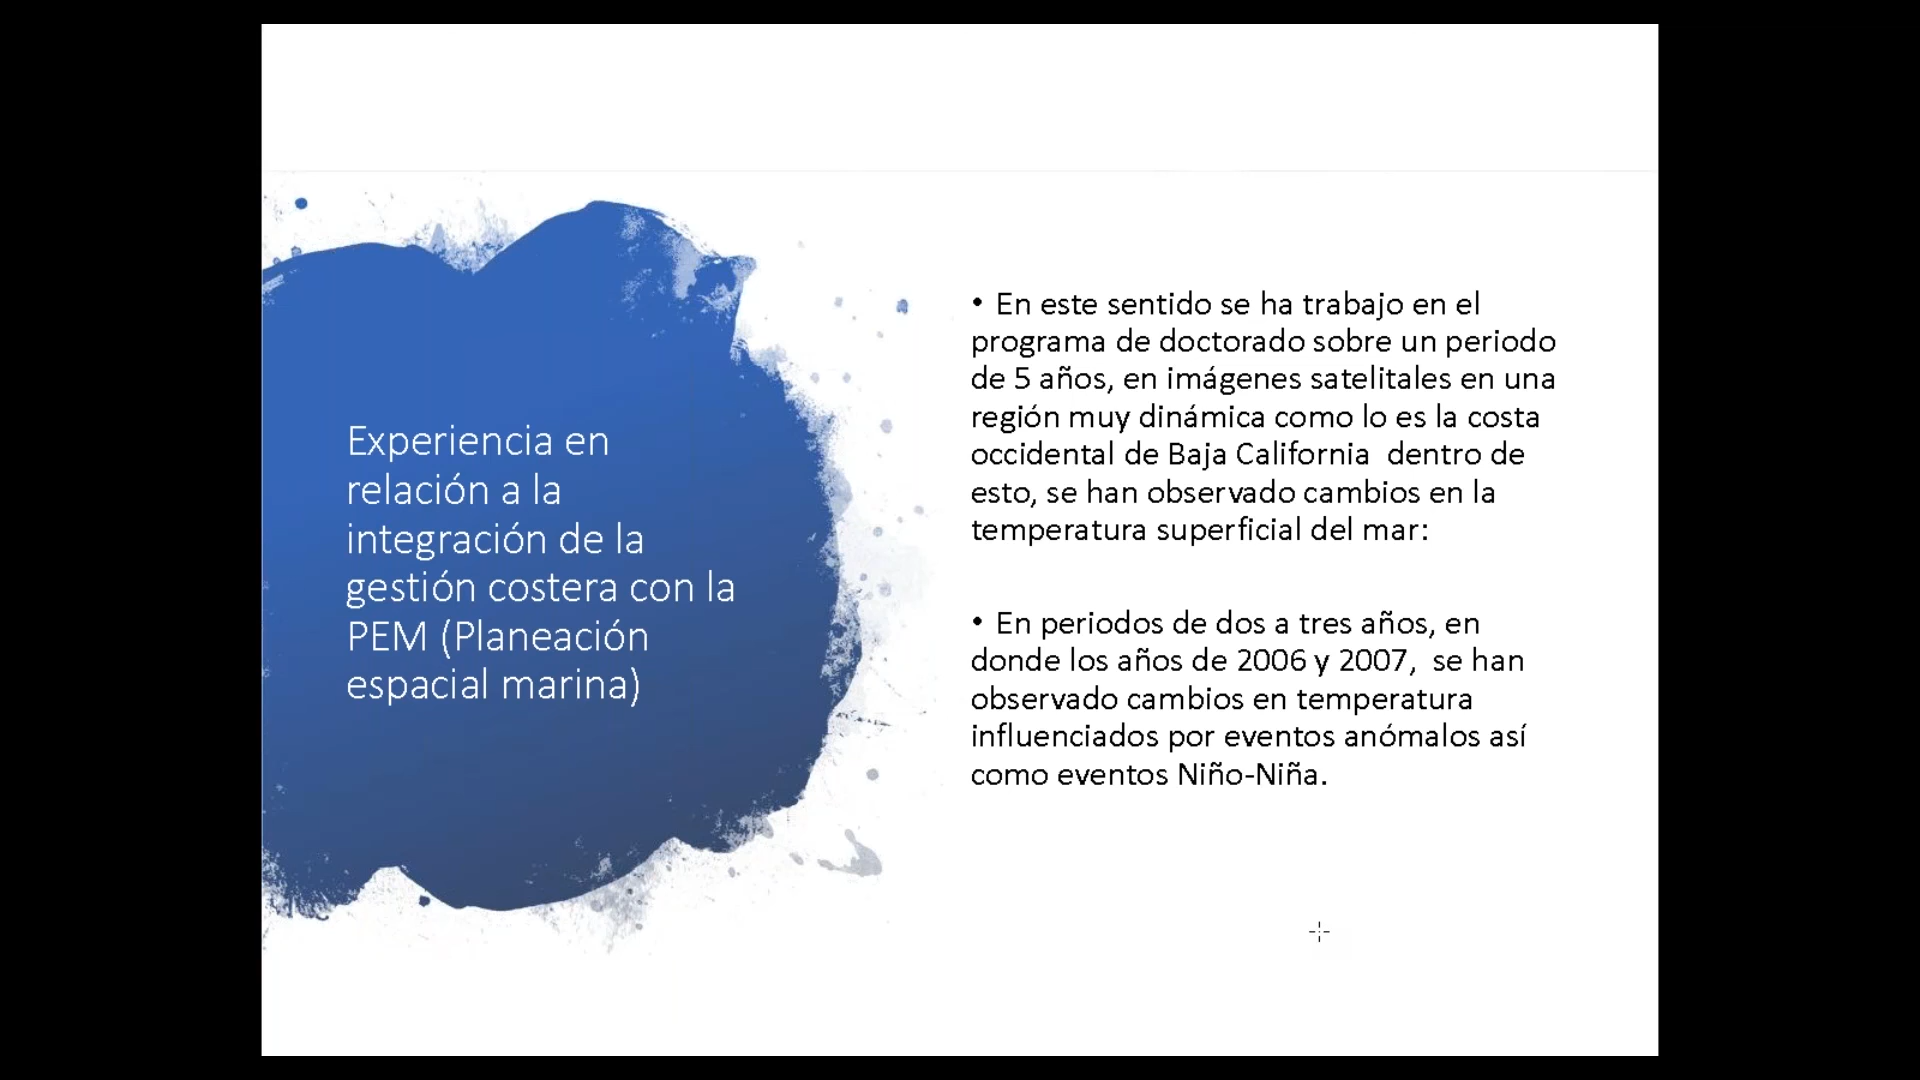 Experiencia en
relación a la
integración de la
gestión costera con la
PEM (Planeación
espacial marina)
• En este sentido se ha trabajo en el
programa de doctorado sobre un periodo
de 5 años, en imágenes satelitales en una
región muy dinámica como lo es la costa
occidental de Baja California  dentro de
esto, se han observado cambios en la
temperatura superficial del mar:
• En periodos de dos a tres años, en
donde los años de 2006 y 2007,  se han
observado cambios en temperatura
influenciados por eventos anómalos así
como eventos Niño-Niña.